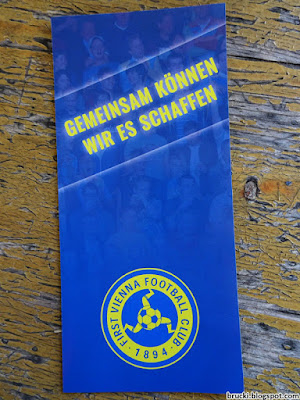 GEMEINSAM KÖNNEN
WIR ES SCHAFFEN
FIRST VIENNA FOOTBALL CLUB
· 1894 ·
brucki.blogspot.com